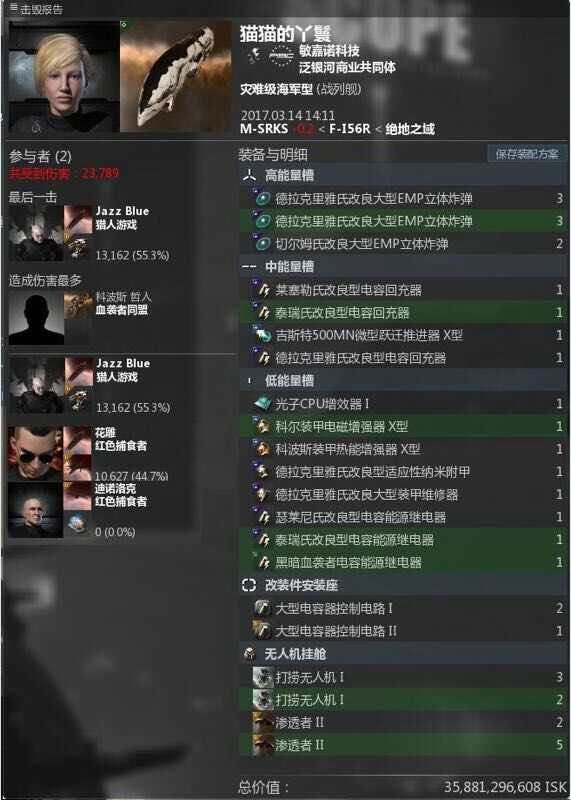 击毁报告
猫猫的丫鬟
敏嘉诺科技
泛银河商业共同体
灾难级海军型 (战列舰)
2017.03.14 14:11
M-SRKS -0.2 < F-I56R < 绝地之域
参与者 (2)
共受到伤害：23,789
最后一击
Jazz Blue
猎人游戏
13,162 (55.3%)
造成伤害最多
科波斯 哲人
血袭者同盟
Jazz Blue
猎人游戏
13,162 (55.3%)
花雕
红色捕食者
10,627 (44.7%)
迪诺洛克
红色捕食者
0 (0.0%)
装备与明细
保存装配方案
高能量槽
德拉克里雅氏改良大型EMP立体炸弹 3
德拉克里雅氏改良大型EMP立体炸弹 3
切尔姆氏改良大型EMP立体炸弹 2
中能量槽
莱塞勒氏改良型电容回充器 1
泰瑞氏改良型电容回充器 1
吉斯特500MN微型跃迁推进器 X型 1
德拉克里雅氏改良型电容回充器 1
低能量槽
光子CPU增效器 I 1
科尔装甲电磁增强器 X型 1
科波斯装甲热能增强器 X型 1
德拉克里雅氏改良型适应性纳米附甲 1
德拉克里雅氏改良大型装甲维修器 1
瑟莱尼氏改良型电容能源继电器 1
泰瑞氏改良型电容能源继电器 1
黑暗血袭者电容能源继电器 1
改装件安装座
大型电容器控制电路 I 2
大型电容器控制电路 II 1
无人机挂舱
打捞无人机 I 3
打捞无人机 I 2
渗透者 II 2
渗透者 II 5
总价值：
35,881,296,608 ISK